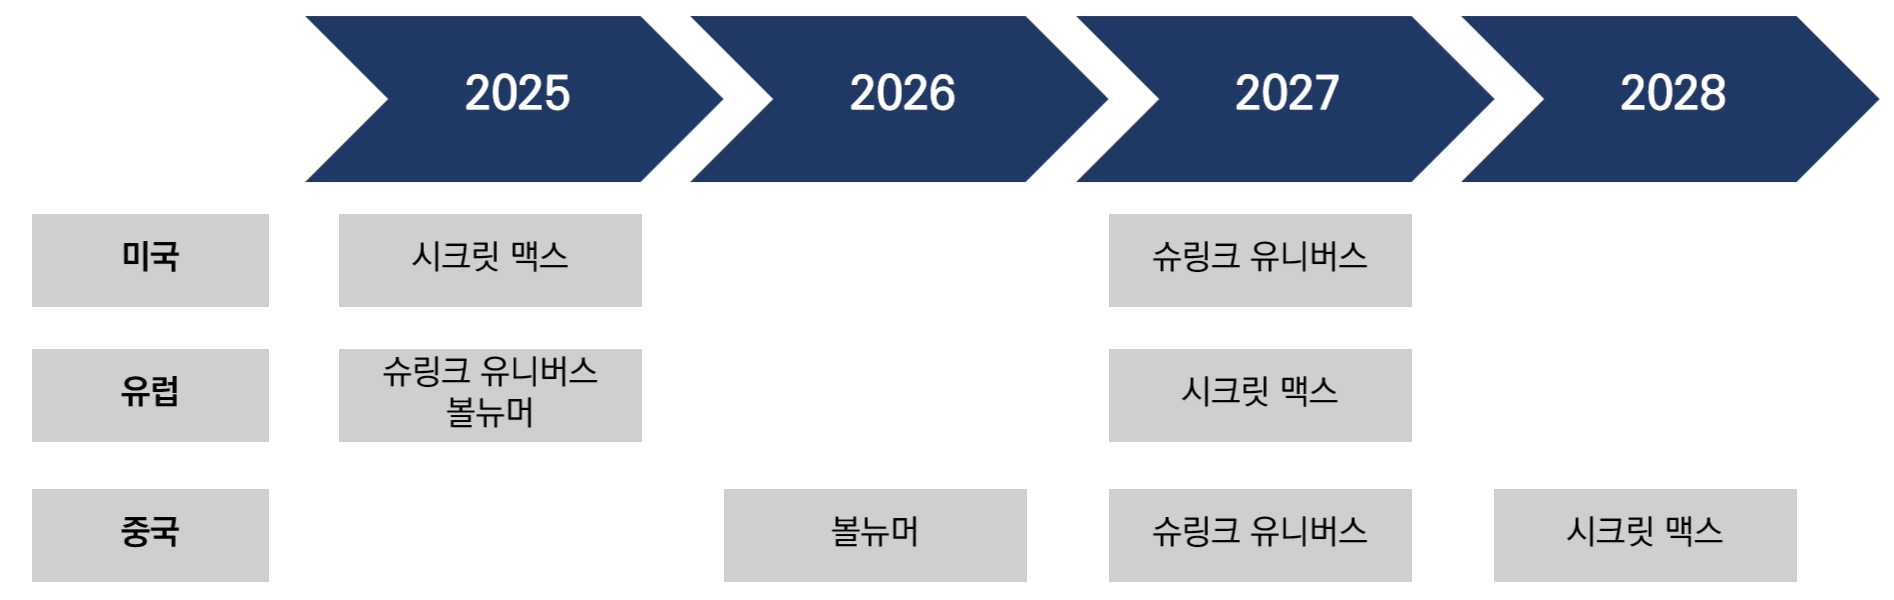 2025
2026
2027
2028
미국
시크릿 맥스
슈링크 유니버스
유럽
슈링크 유니버스
볼뉴머
시크릿 맥스
중국
볼뉴머
슈링크 유니버스
시크릿 맥스